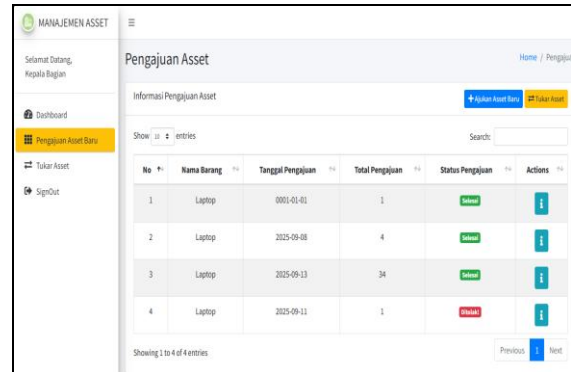 MANAJEMEN ASSET
Selamat Datang,
Kepala Bagian
Dashboard
Pengajuan Asset Baru
Tukar Asset
SignOut
Pengajuan Asset
Home / Pengajua
Informasi Pengajuan Asset
+Ajukan Asset Baru
Tukar Asset
Show 10 entries
Search:
No Nama Barang Tanggal Pengajuan Total Pengajuan Status Pengajuan Actions
1 Laptop 0001-01-01 1 Selesai
2 Laptop 2025-09-08 4 Selesai
3 Laptop 2025-09-13 34 Selesai
4 Laptop 2025-09-11 1 Ditolak!
Showing 1 to 4 of 4 entries
Previous 1 Next